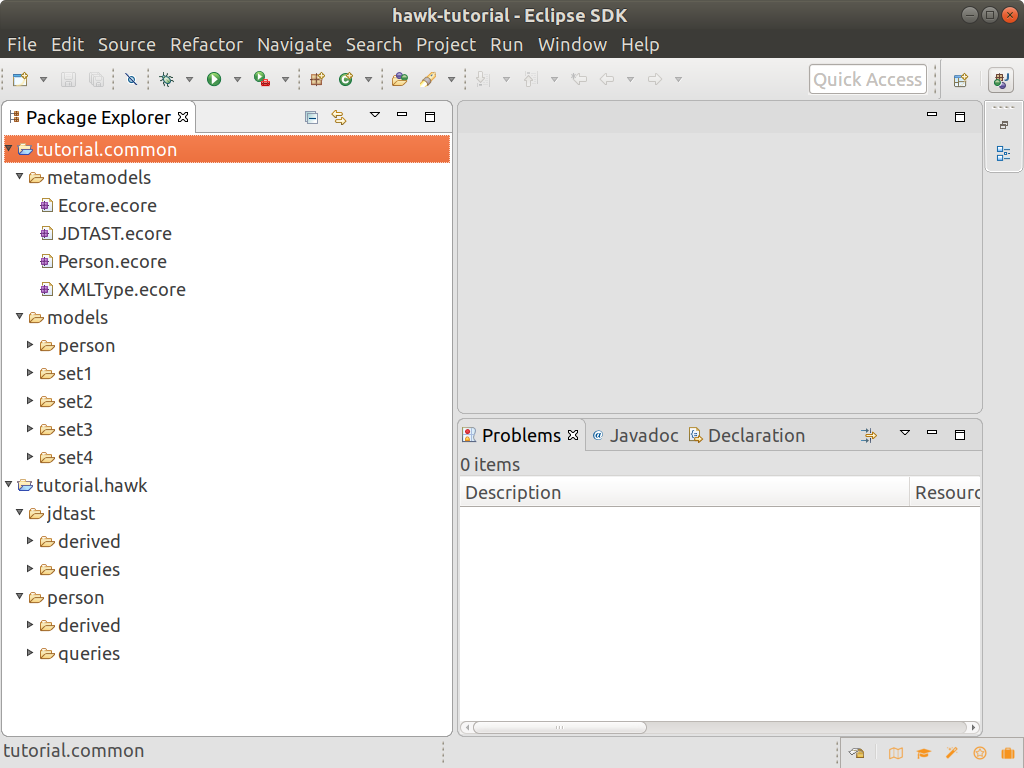 hawk-tutorial - Eclipse SDK
File Edit Source Refactor Navigate Search Project Run Window Help
Quick Access
Package Explorer
tutorial.common
metamodels
Ecore.ecore
JDTAST.ecore
Person.ecore
XMLType.ecore
models
person
set1
set2
set3
set4
tutorial.hawk
jdtast
derived
queries
person
derived
queries
Problems @ Javadoc Declaration
0 items
Description Resourc
tutorial.common